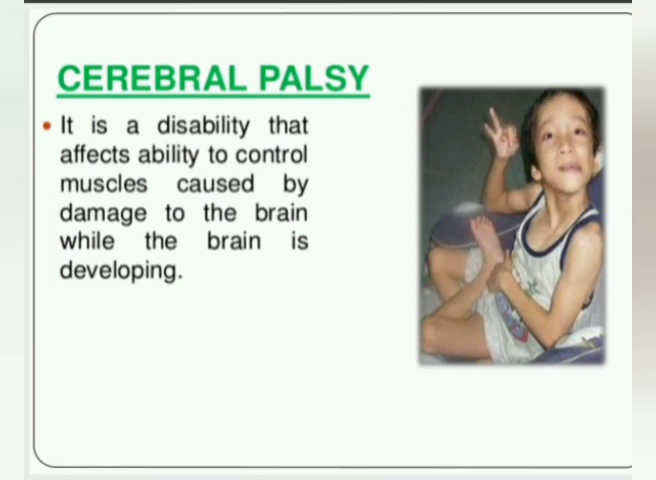 CEREBRAL PALSY
• It is a disability that
affects ability to control
muscles caused by
damage to the brain
while the brain is
developing.